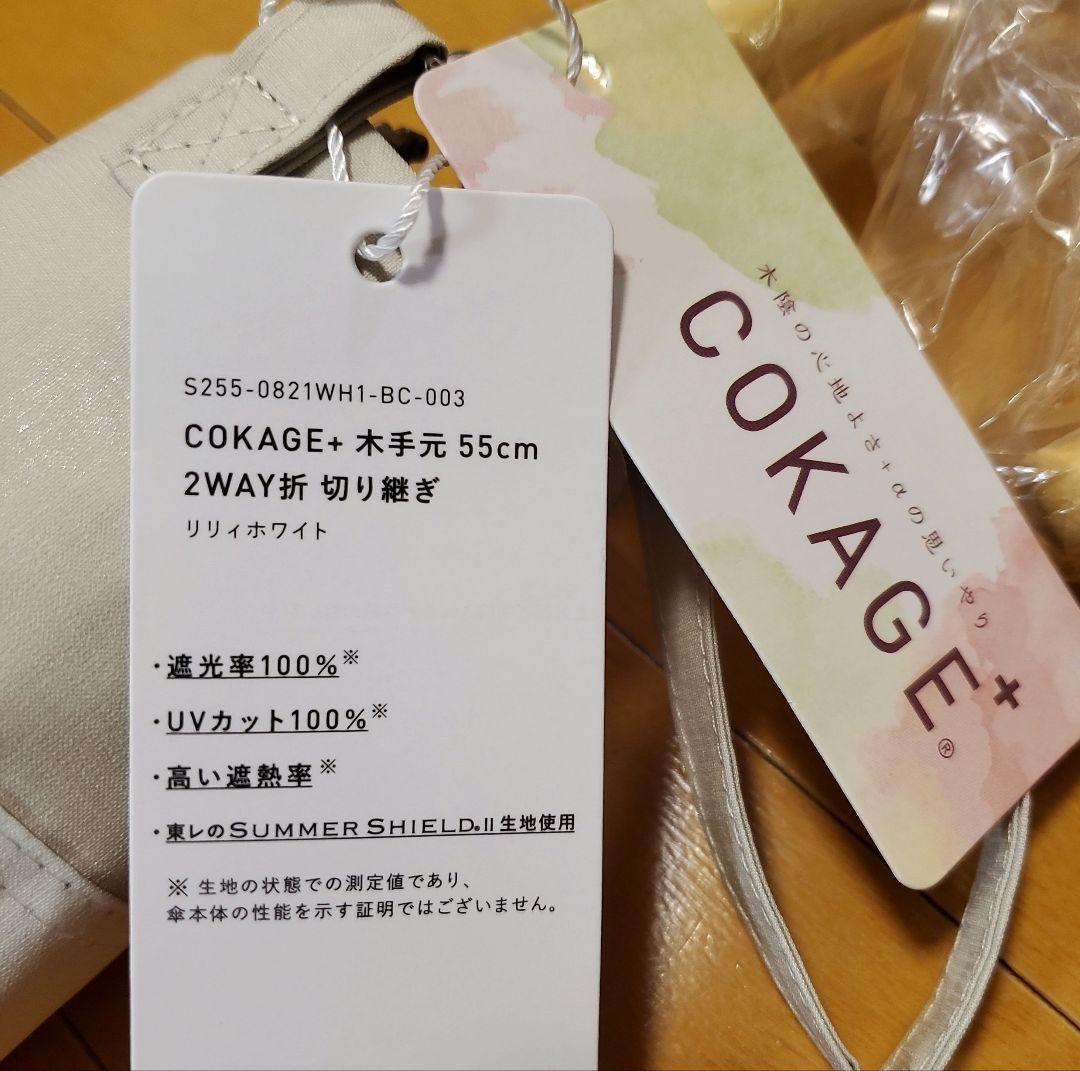 S255-0821WH1-BC-003
COKAGE+ 木手元 55cm
2WAY折 切り継ぎ
リリィホワイト
・遮光率100%※
・UVカット100%※
・高い遮熱率※
・東レのSUMMER SHIELD®II生地使用
※ 生地の状態での測定値であり、
傘本体の性能を示す証明ではございません。
木陰の心地よさ+αの思いやり
COKAGE+®